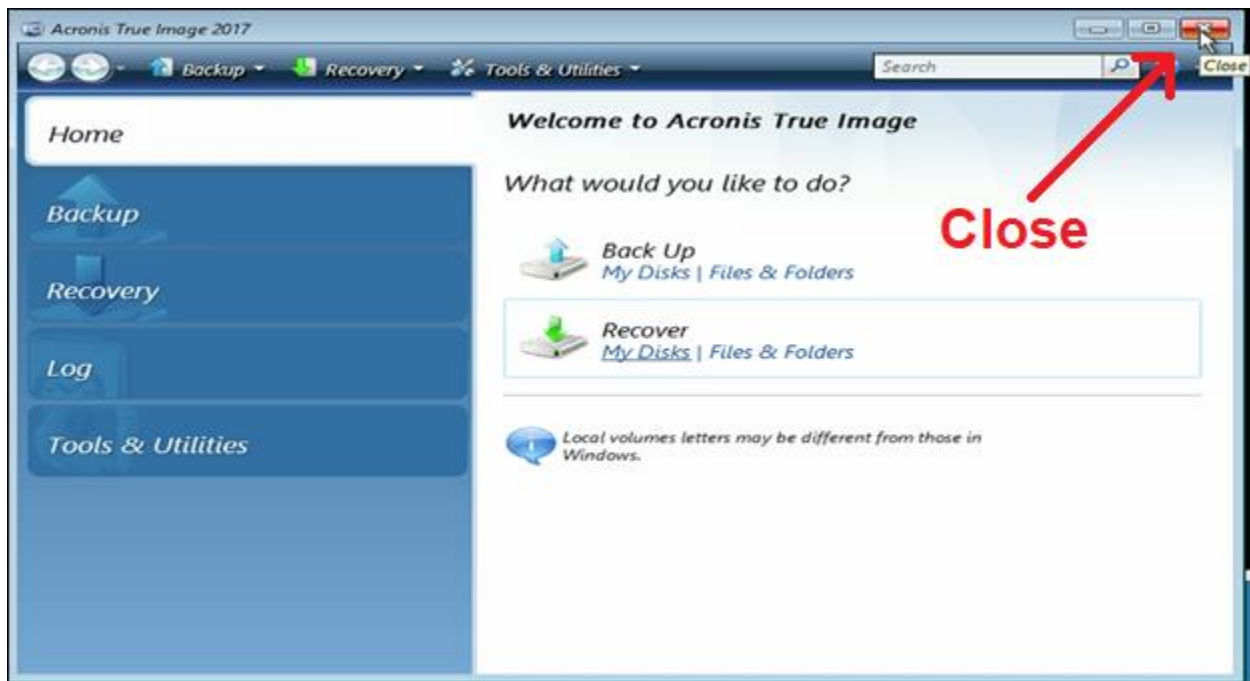 Acronis True Image 2017
Backup Recovery Tools & Utilities Search
Close
Home
Backup
Recovery
Log
Tools & Utilities
Welcome to Acronis True Image
What would you like to do?
Close
Back Up
My Disks | Files & Folders
Recover
My Disks | Files & Folders
Local volumes letters may be different from those in
Windows.